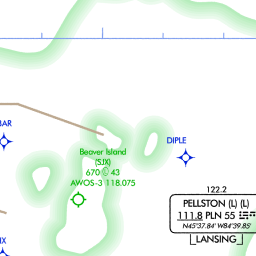 BAR
Beaver Island
(SJX)
670 Ⓛ 43
AWOS-3 118.075
DIPLE
122.2
PELLSTON (L) (L)
111.8 PLN 55
N45°37.84' W84°39.85'
LANSING
IX